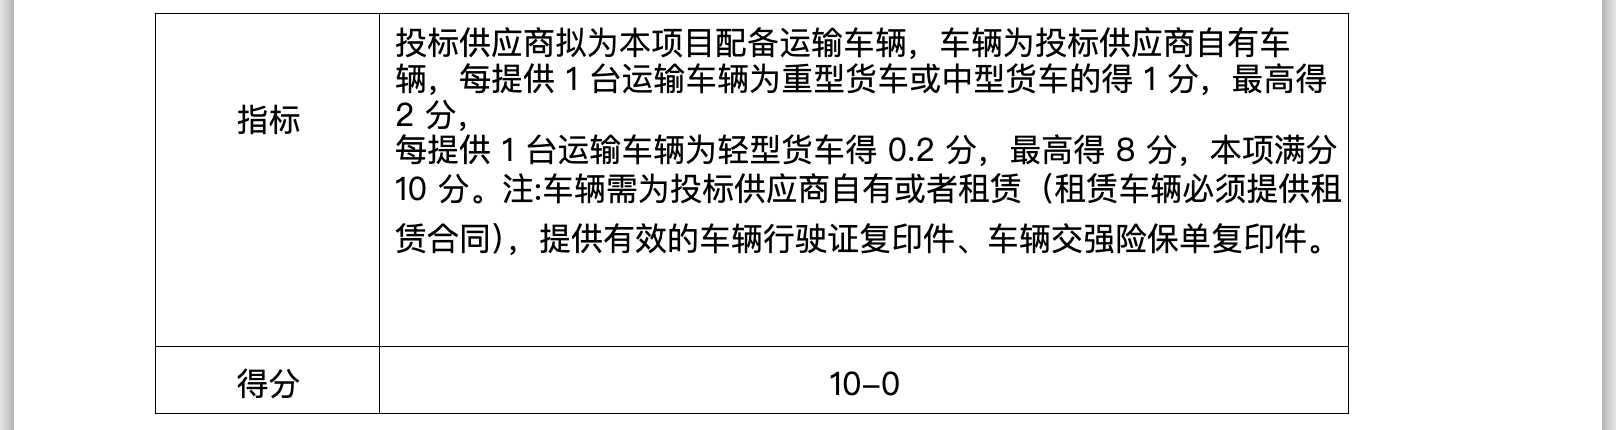 指标
投标供应商拟为本项目配备运输车辆，车辆为投标供应商自有车
辆，每提供 1 台运输车辆为重型货车或中型货车的得 1 分，最高得
2 分，
每提供 1 台运输车辆为轻型货车得 0.2 分，最高得 8 分，本项满分
10 分。注:车辆需为投标供应商自有或者租赁（租赁车辆必须提供租
赁合同），提供有效的车辆行驶证复印件、车辆交强险保单复印件。
得分
10–0